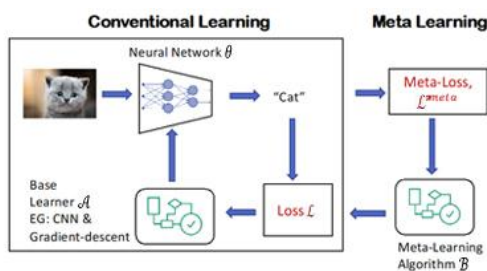 Conventional Learning
Meta Learning
Neural Network θ
"Cat"
Meta-Loss,
ℒᵐᵉᵗᵃ
Base
Learner 𝒜
EG: CNN &
Gradient-descent
Loss ℒ
Meta-Learning
Algorithm ℬ